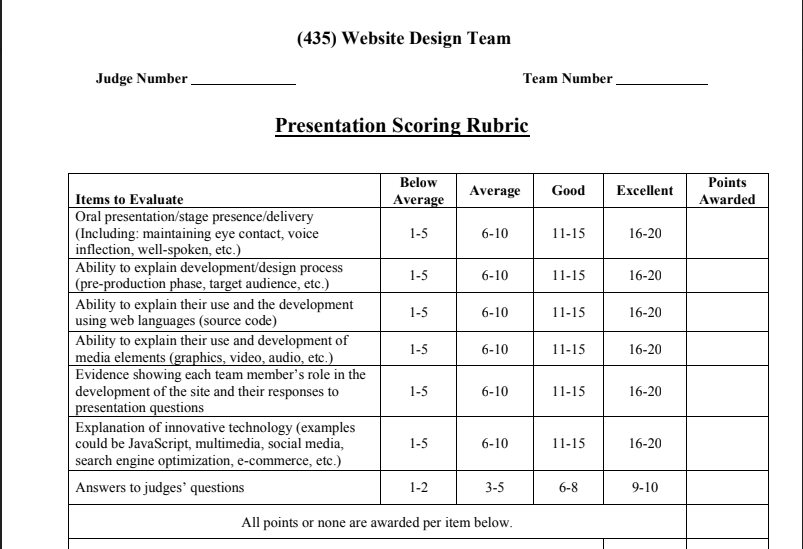 (435) Website Design Team
Judge Number _______________ Team Number _____________
Presentation Scoring Rubric
Items to Evaluate Below Average Average Good Excellent Points Awarded
Oral presentation/stage presence/delivery
(Including: maintaining eye contact, voice
inflection, well-spoken, etc.) 1-5 6-10 11-15 16-20
Ability to explain development/design process
(pre-production phase, target audience, etc.) 1-5 6-10 11-15 16-20
Ability to explain their use and the development
using web languages (source code) 1-5 6-10 11-15 16-20
Ability to explain their use and development of
media elements (graphics, video, audio, etc.) 1-5 6-10 11-15 16-20
Evidence showing each team member’s role in the
development of the site and their responses to
presentation questions 1-5 6-10 11-15 16-20
Explanation of innovative technology (examples
could be JavaScript, multimedia, social media,
search engine optimization, e-commerce, etc.) 1-5 6-10 11-15 16-20
Answers to judges’ questions 1-2 3-5 6-8 9-10
All points or none are awarded per item below.